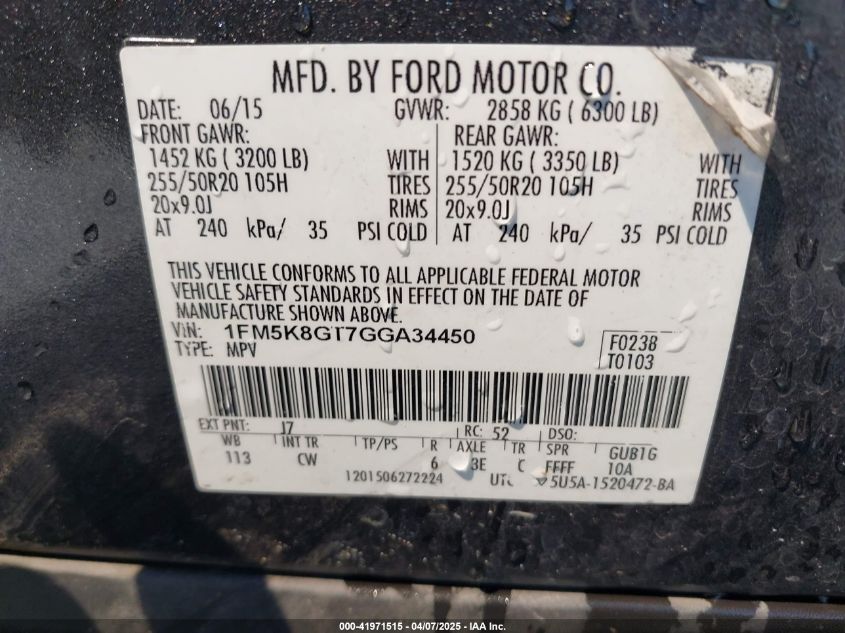 MFD. BY FORD MOTOR CO.
DATE: 06/15 GVWR: 2858 KG ( 6300 LB)
FRONT GAWR: REAR GAWR:
1452 KG ( 3200 LB) WITH 1520 KG ( 3350 LB) WITH
255/50R20 105H TIRES 255/50R20 105H TIRES
20x9.0J RIMS 20x9.0J RIMS
AT 240 kPa/ 35 PSI COLD AT 240 kPa/ 35 PSI COLD
THIS VEHICLE CONFORMS TO ALL APPLICABLE FEDERAL MOTOR
VEHICLE SAFETY STANDARDS IN EFFECT ON THE DATE OF
MANUFACTURE SHOWN ABOVE.
VIN: 1FM5K8GT7GGA34450
TYPE: MPV
F0238
T0103
EXT PNT: J7 RC: 52 DSO:
WB INT TR TP/PS R AXLE TR SPR GUB1G
113 CW 6 3E C FFFF 10A
1201506272224 5U5A-1520472-BA
000-41971515 - 04/07/2025 - IAA Inc.